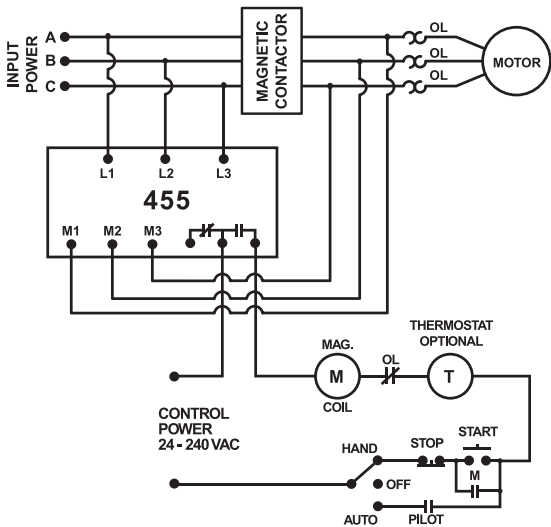 INPUT
POWER
A
B
C
MAGNETIC
CONTACTOR
OL
OL
OL
MOTOR
L1 L2 L3
455
M1 M2 M3
THERMOSTAT
OPTIONAL
MAG.
M
COIL
OL
T
CONTROL
POWER
24 - 240 VAC
HAND
STOP
START
M
OFF
AUTO
PILOT